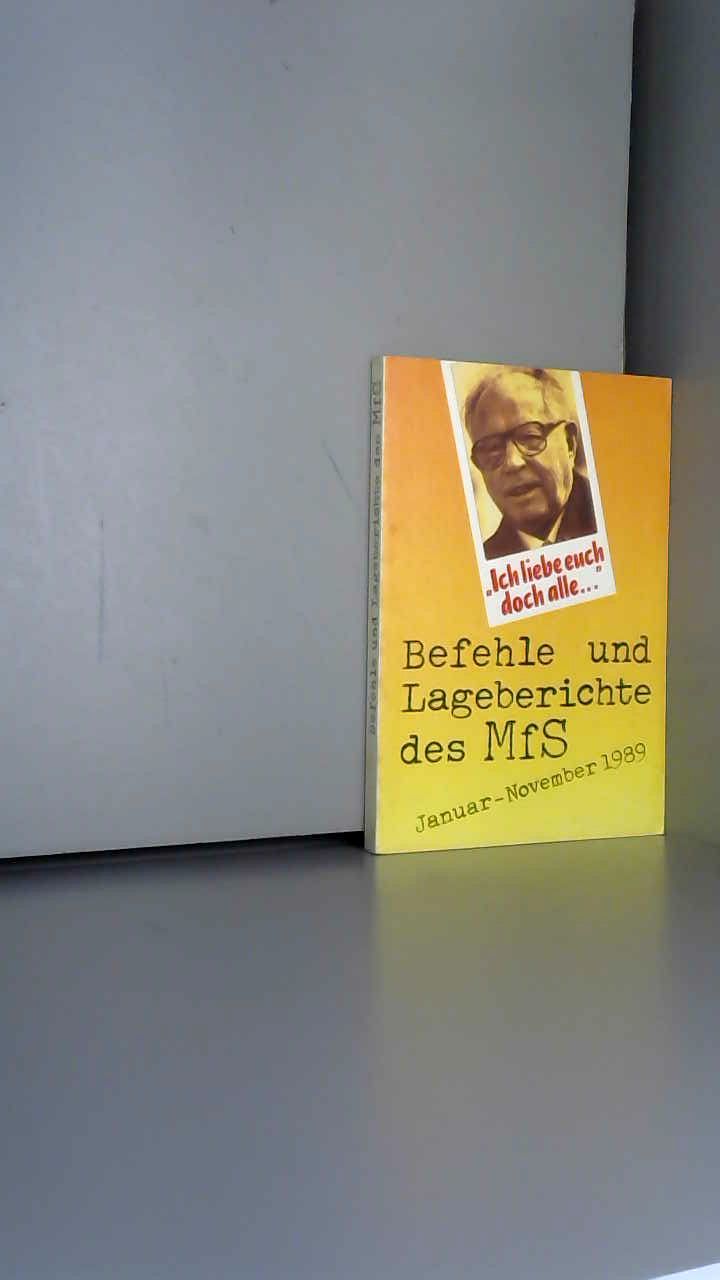 „Ich liebe euch
doch alle..."
Befehle und
Lageberichte
des MfS
Januar-November 1989
Befehle und Lageberichte des MfS